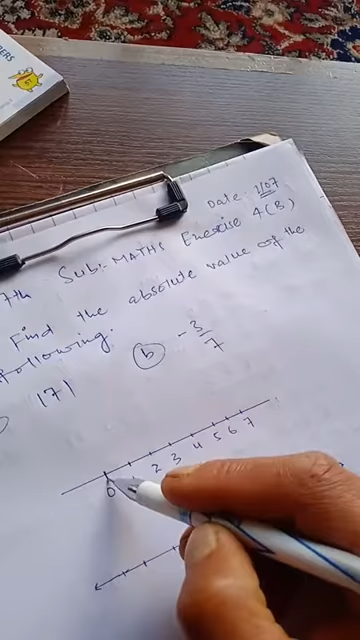 Date: 1/07
7th Sub:- MATHS Exercise 4(B)
Find the absolute value of the
following.
|7| (b) -3/7
0 2 3 4 5 6 7